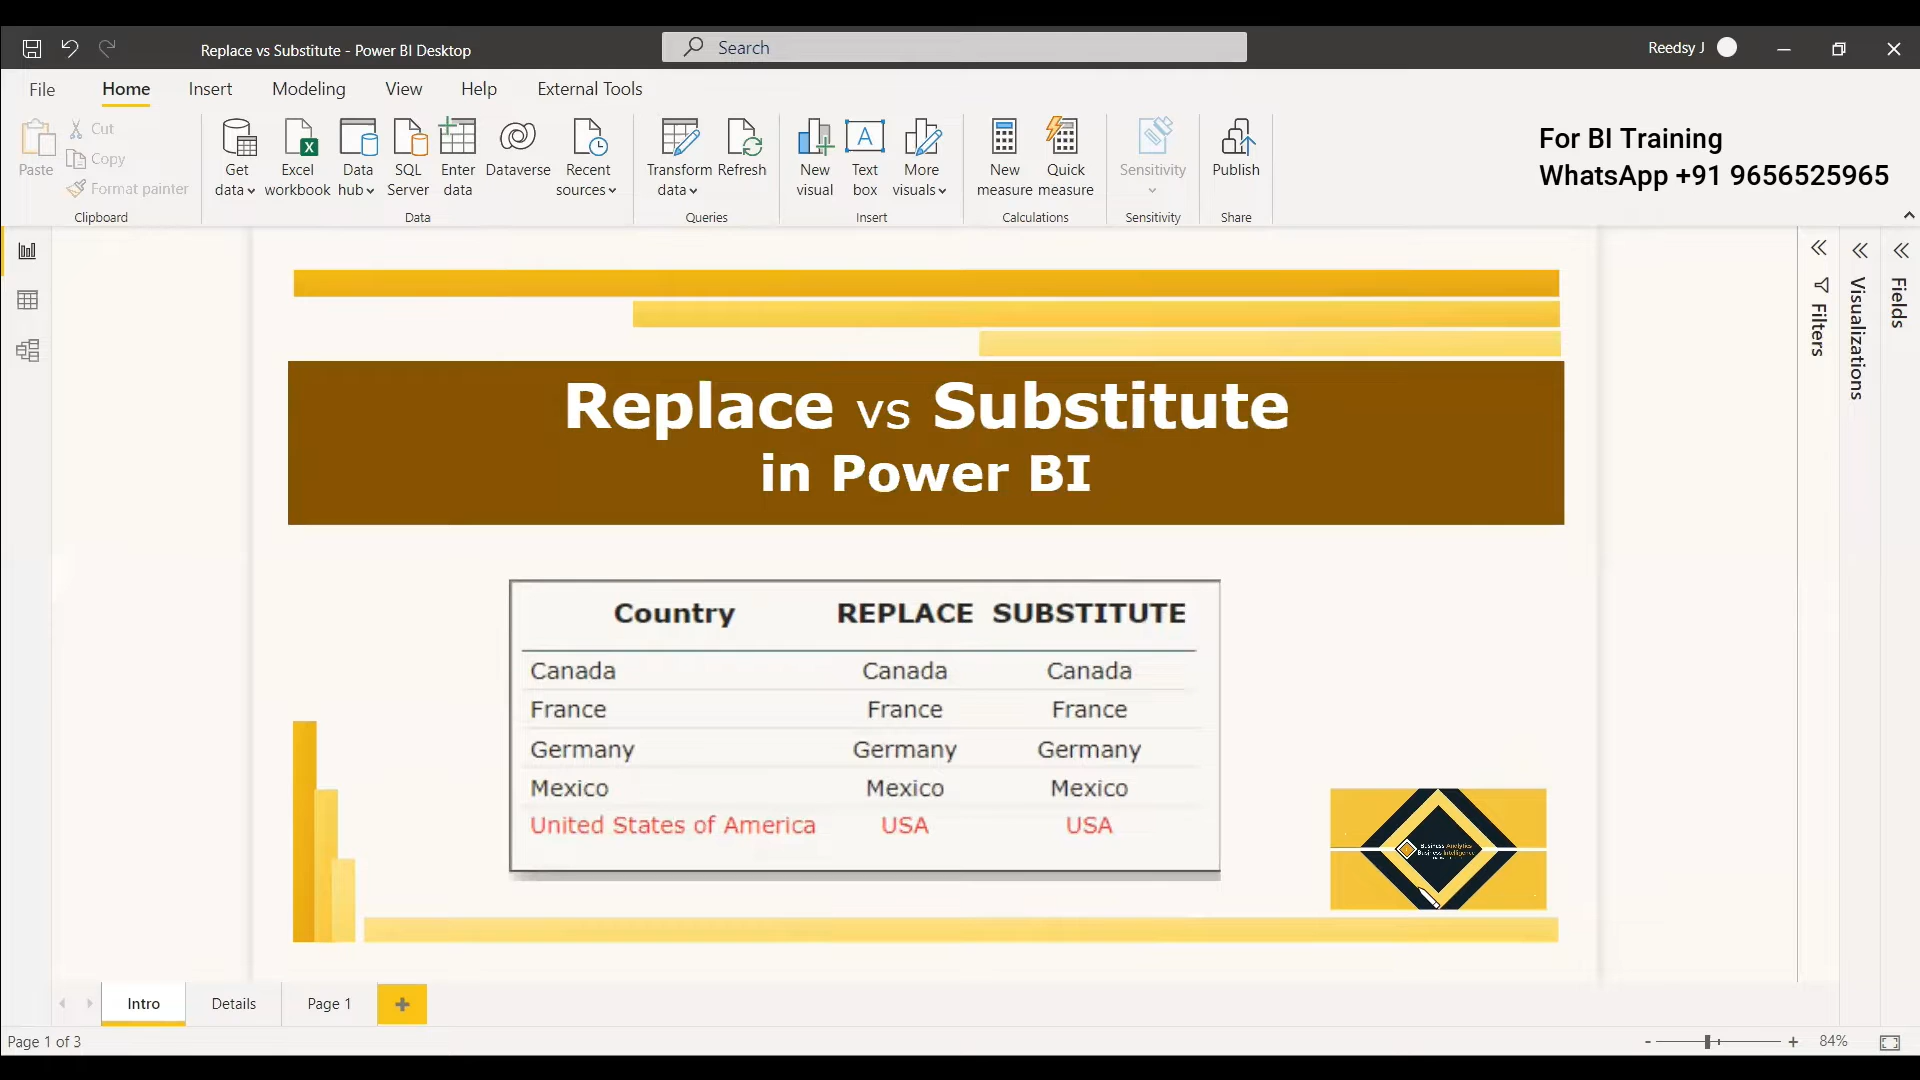 Replace vs Substitute - Power BI Desktop
Search
Reedsy J
File
Home
Insert
Modeling
View
Help
External Tools
Paste
Cut
Copy
Format painter
Clipboard
Get data
Excel workbook
Data hub
SQL Server
Enter data
Dataverse
Recent sources
Data
Transform data
Refresh
Queries
New visual
Text box
More visuals
Insert
New measure
Quick measure
Calculations
Sensitivity
Sensitivity
Publish
Share
For BI Training
WhatsApp +91 9656525965
Filters
Visualizations
Fields
Replace vs Substitute
in Power BI
Country REPLACE SUBSTITUTE
Canada Canada Canada
France France France
Germany Germany Germany
Mexico Mexico Mexico
United States of America USA USA
Business Analytics
Business Intelligence
Intro
Details
Page 1
Page 1 of 3
84%